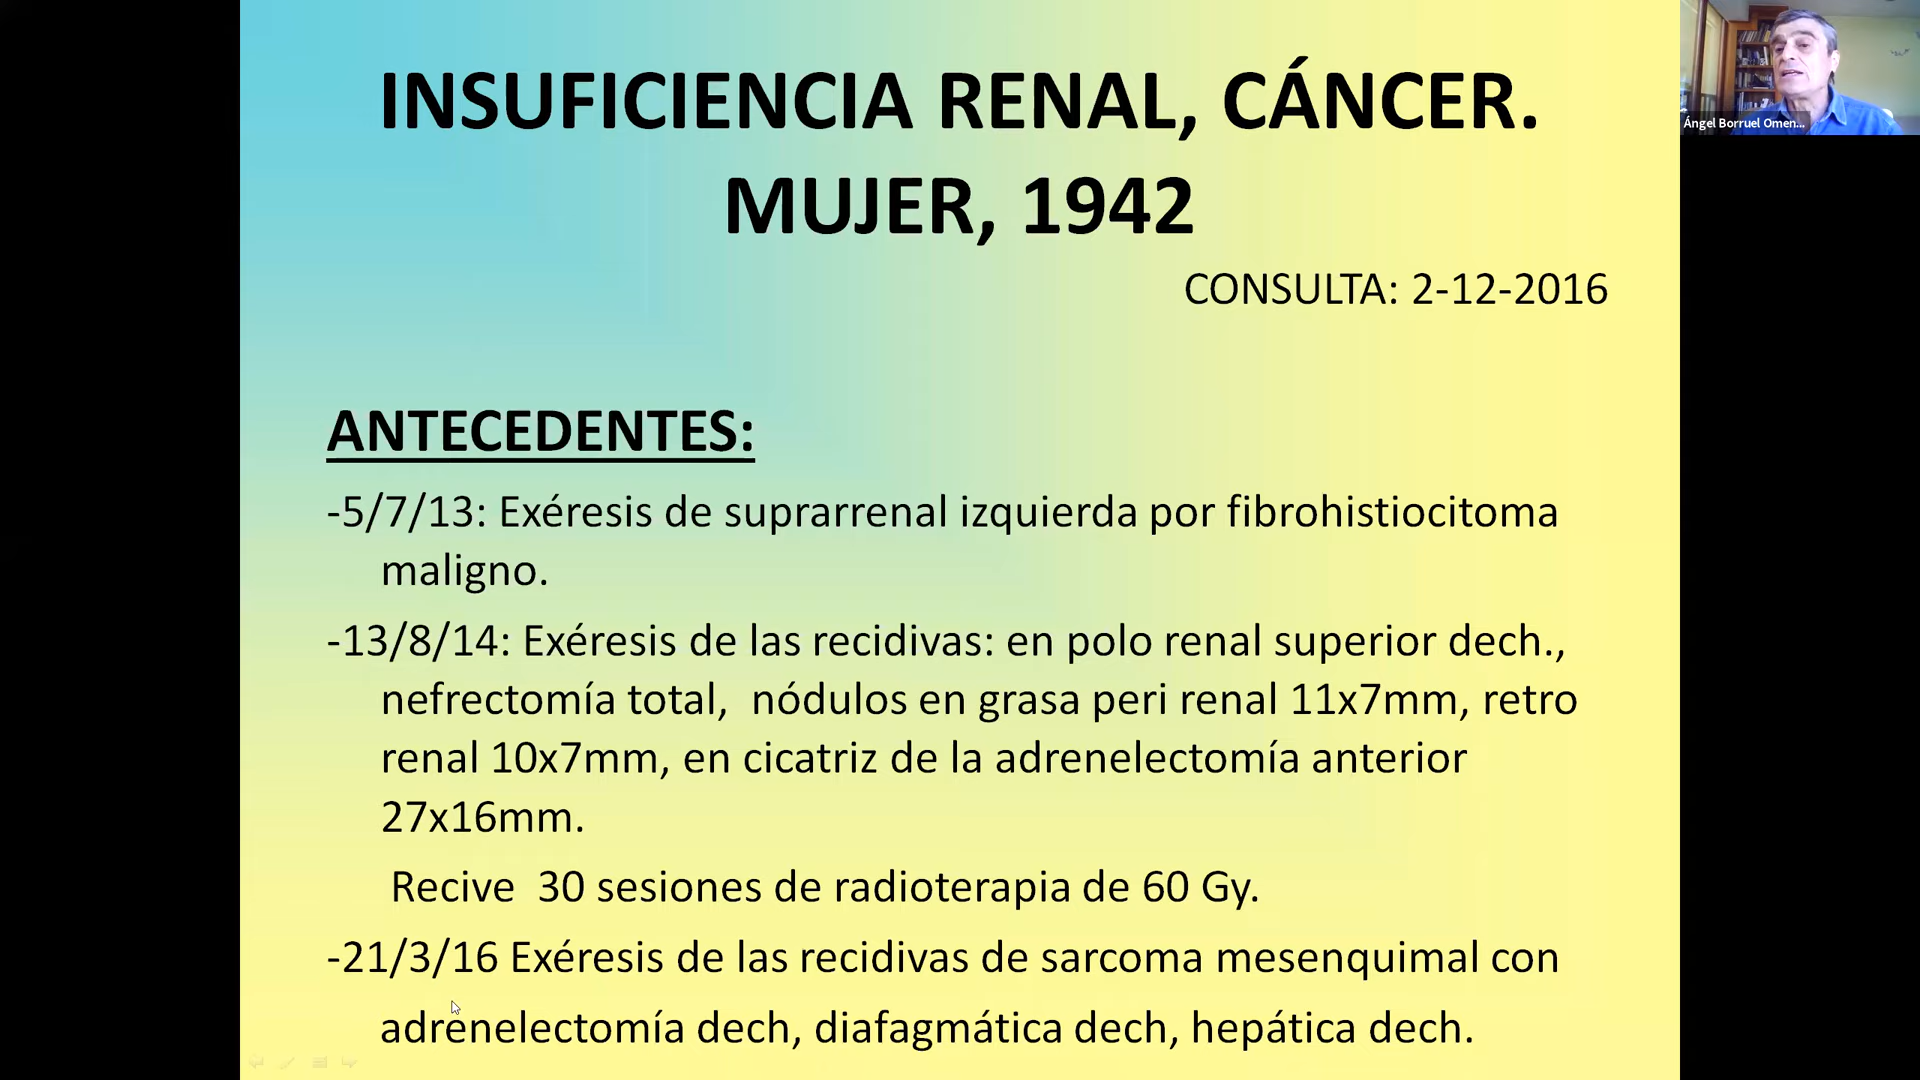 INSUFICIENCIA RENAL, CÁNCER.
MUJER, 1942
CONSULTA: 2-12-2016
ANTECEDENTES:
-5/7/13: Exéresis de suprarrenal izquierda por fibrohistiocitoma
maligno.
-13/8/14: Exéresis de las recidivas: en polo renal superior dech.,
nefrectomía total, nódulos en grasa peri renal 11x7mm, retro
renal 10x7mm, en cicatriz de la adrenelectomía anterior
27x16mm.
Recive 30 sesiones de radioterapia de 60 Gy.
-21/3/16 Exéresis de las recidivas de sarcoma mesenquimal con
adrenelectomía dech, diafagmática dech, hepática dech.
Ángel Borruel Omen...